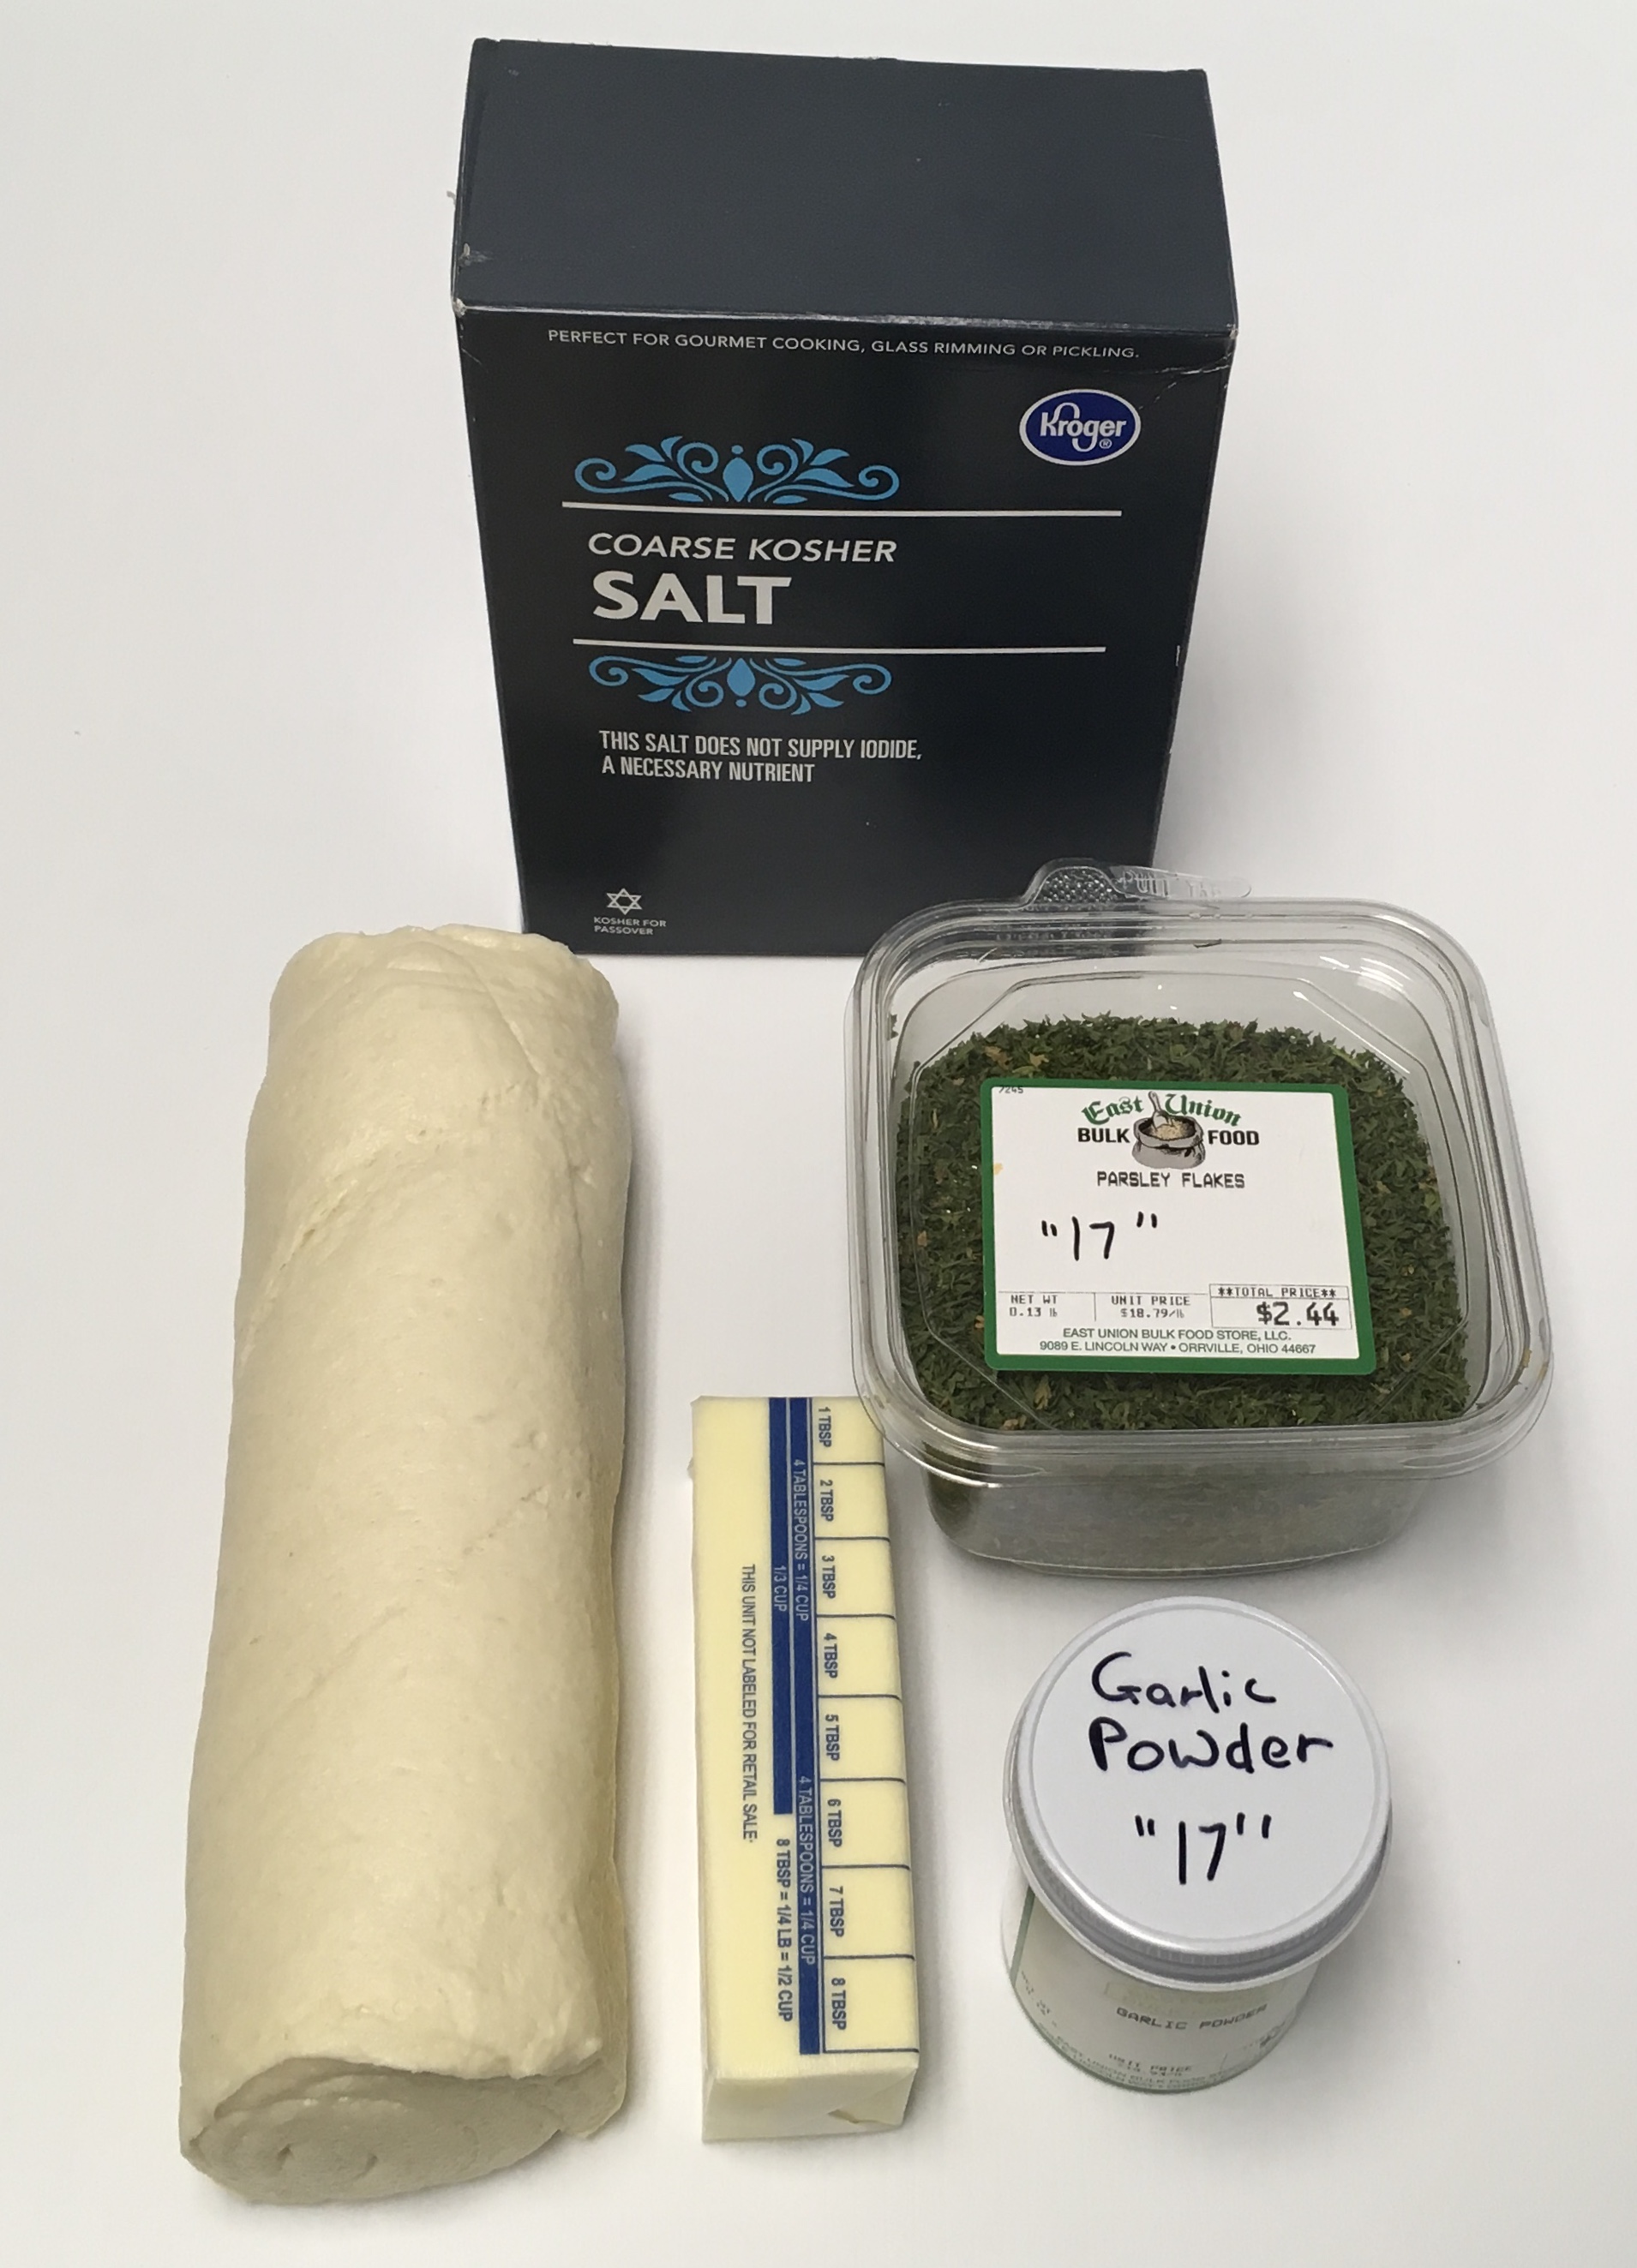 PERFECT FOR GOURMET COOKING, GLASS RIMMING OR PICKLING.
Kroger®
COARSE KOSHER
SALT
THIS SALT DOES NOT SUPPLY IODIDE,
A NECESSARY NUTRIENT
KOSHER FOR
PASSOVER
PULL
7245
East Union
BULK FOOD
PARSLEY FLAKES
"17"
NET WT
0.13 lb
UNIT PRICE
$18.79/lb
**TOTAL PRICE**
$2.44
EAST UNION BULK FOOD STORE, LLC.
9089 E. LINCOLN WAY • ORRVILLE, OHIO 44667
1 TBSP
2 TBSP
3 TBSP
4 TBSP
5 TBSP
6 TBSP
7 TBSP
8 TBSP
4 TABLESPOONS = 1/4 CUP
4 TABLESPOONS = 1/4 CUP
1/3 CUP
8 TBSP = 1/4 LB = 1/2 CUP
THIS UNIT NOT LABELED FOR RETAIL SALE.
Garlic
Powder
"17"
GARLIC POWDER
UNIT PRICE